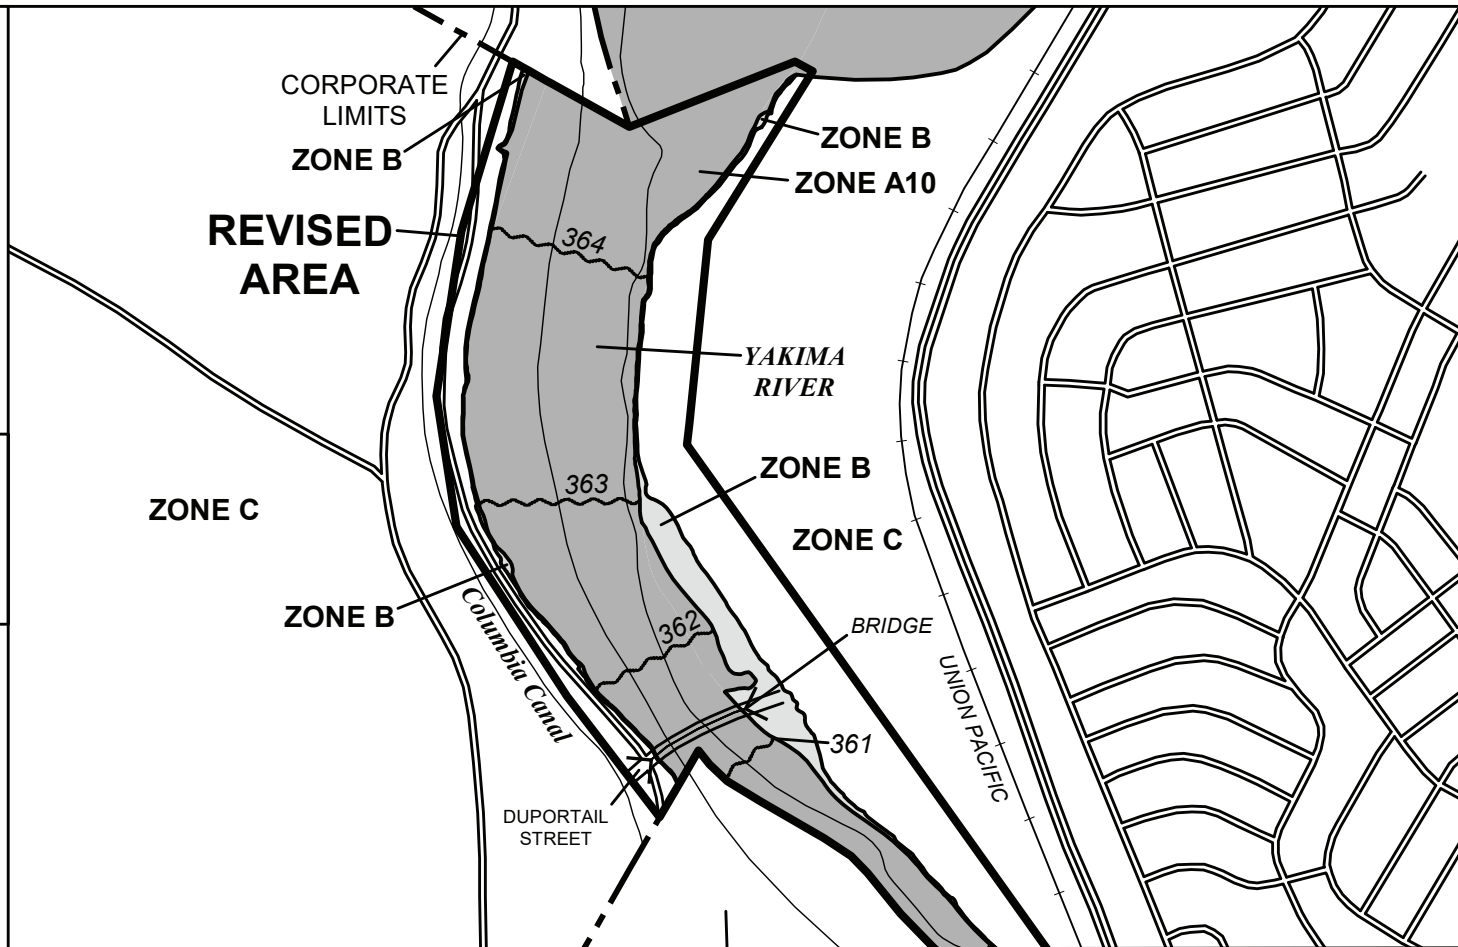 CORPORATE
LIMITS
ZONE B
ZONE B
ZONE A10
REVISED
AREA
364
YAKIMA
RIVER
ZONE B
363
ZONE C
ZONE C
ZONE B
Columbia Canal
362
BRIDGE
UNION PACIFIC
361
DUPORTAIL
STREET